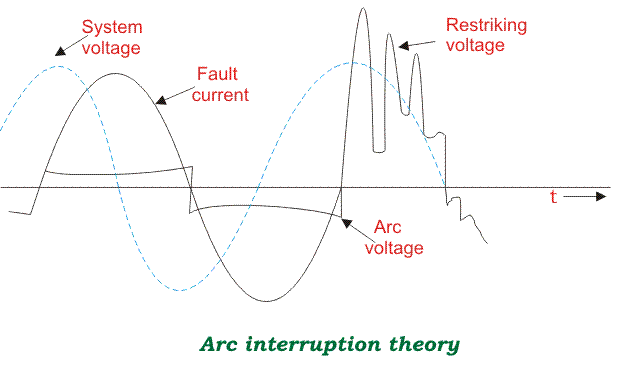 System
voltage
Restriking
voltage
Fault
current
t
Arc
voltage
Arc interruption theory